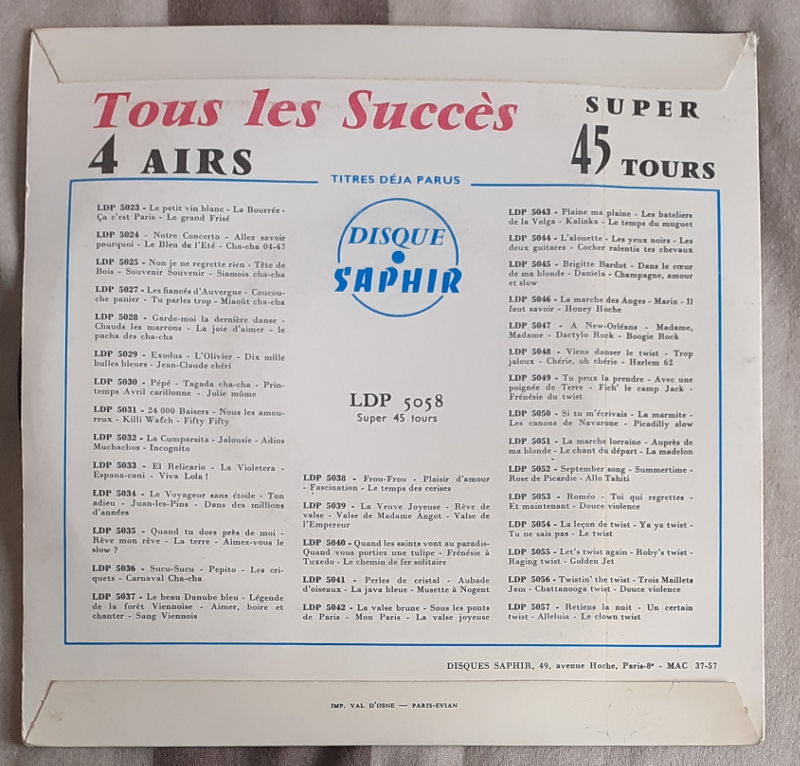 Tous les Succès
SUPER
4 AIRS
45 TOURS
TITRES DÉJA PARUS
DISQUE
SAPHIR
LDP 5058
Super 45 tours
LDP 5023 - Le petit vin blanc - La Bourrée -
Ça c'est Paris - Le grand Frisé
LDP 5024 - Notre Concerto - Allez savoir
pourquoi - Le Bleu de l'Eté - Cha-cha 04-47
LDP 5025 - Non je ne regrette rien - Tête de
Bois - Souvenir Souvenir - Siamois cha-cha
LDP 5027 - Les fiancés d'Auvergne - Coucou-
che panier - Tu parles trop - Miaoût cha-cha
LDP 5028 - Garde-moi la dernière danse -
Chauds les marrons - La joie d'aimer - le
pacha des cha-cha
LDP 5029 - Exodus - L'Olivier - Dix mille
bulles bleues - Jean-Claude chéri
LDP 5030 - Pépé - Tagada cha-cha - Prin-
temps Avril carillonne - Jolie môme
LDP 5031 - 24 000 Baisers - Nous les amou-
reux - Killi Watch - Fifty Fifty
LDP 5032 - La Cumparsita - Jalousie - Adios
Muchachos - Incognito
LDP 5033 - El Relicario - La Violetera -
Espana-cani - Viva Lola !
LDP 5034 - Le Voyageur sans étoile - Ton
adieu - Juan-les-Pins - Dans des millions
d'années
LDP 5035 - Quand tu dors près de moi -
Rêve mon rêve - La terre - Aimez-vous le
slow ?
LDP 5036 - Sucu-Sucu - Pepito - Les cri-
quets - Carnaval Cha-cha
LDP 5037 - Le beau Danube bleu - Légende
de la forêt Viennoise - Aimer, boire et
chanter - Sang Viennois
LDP 5038 - Frou-Frou - Plaisir d'amour
- Fascination - Le temps des cerises
LDP 5039 - La Veuve Joyeuse - Rêve de
valse - Valse de Madame Angot - Valse de
l'Empereur
LDP 5040 - Quand les saints vont au paradis-
Quand vous portiez une tulipe - Frénésie à
Tuxedo - Le chemin de fer solitaire
LDP 5041 - Perles de cristal - Aubade
d'oiseaux - La java bleue - Musette à Nogent
LDP 5042 - La valse brune - Sous les ponts
de Paris - Mon Paris - La valse joyeuse
LDP 5043 - Plaine ma plaine - Les bateliers
de la Volga - Kalinka - Le temps du muguet
LDP 5044 - L'alouette - Les yeux noirs - Les
deux guitares - Cocher ralentis tes chevaux
LDP 5045 - Brigitte Bardot - Dans le cœur
de ma blonde - Daniela - Champagne, amour
et slow
LDP 5046 - La marche des Anges - Marin - Il
faut savoir - Honey Hoche
LDP 5047 - A New-Orléans - Madame,
Madame - Dactylo Rock - Boogie Rock
LDP 5048 - Viens danser le twist - Trop
jaloux - Chérie, oh chérie - Harlem 62
LDP 5049 - Tu peux la prendre - Avec une
poignée de Terre - Fich' le camp Jack -
Frénésie du twist
LDP 5050 - Si tu m'écrivais - La marmite -
Les canons de Navarone - Picadilly slow
LDP 5051 - La marche lorraine - Auprès de
ma blonde - Le chant du départ - La madelon
LDP 5052 - September song - Summertime -
Rose de Picardie - Allo Tahiti
LDP 5053 - Roméo - Toi qui regrettes -
Et maintenant - Douce violence
LDP 5054 - La leçon de twist - Ya ya twist -
Tu ne sais pas - Le twist
LDP 5055 - Let's twist again - Roby's twist -
Raging twist - Golden Jet
LDP 5056 - Twistin' the twist - Trois Maillets
Jam - Chattanooga twist - Douce violence
LDP 5057 - Retiens la nuit - Un certain
twist - Alleluia - Le clown twist
DISQUES SAPHIR, 49, avenue Hoche, Paris-8e - MAC 37-57
IMP. VAL D'OSNE — PARIS-EVIAN